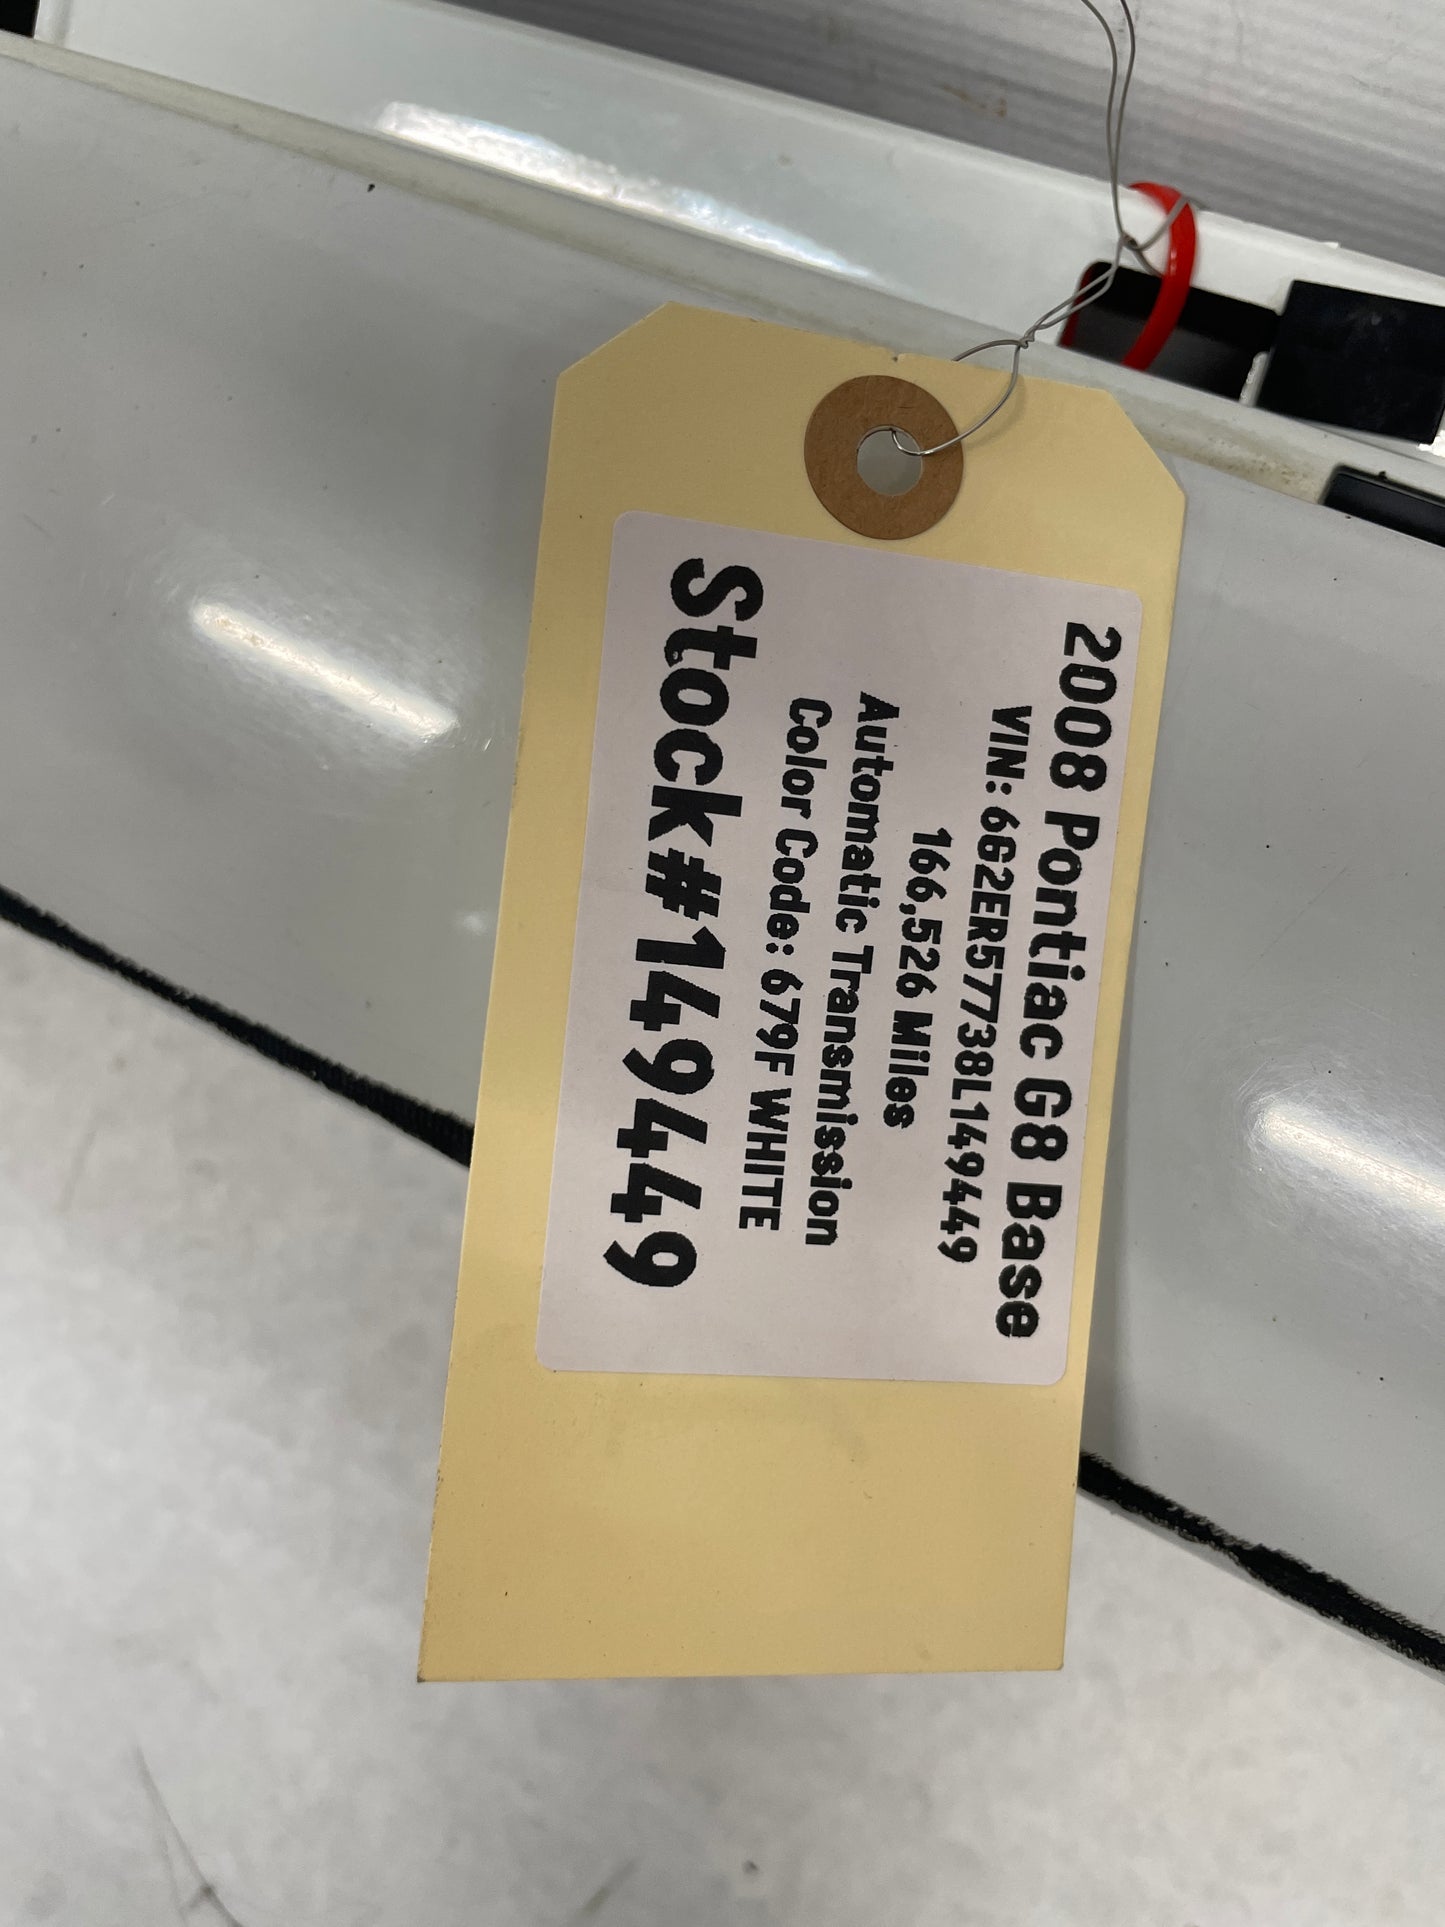 2008 Pontiac G8 Base
VIN: 6G2ER57738L149449
166,526 Miles
Automatic Transmission
Color Code: 679F WHITE
Stock#149449